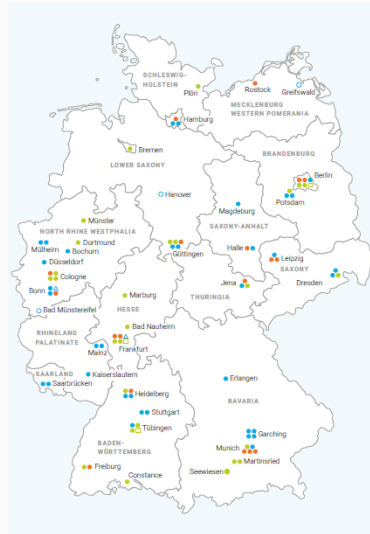 SCHLESWIG-
HOLSTEIN
Plön
Rostock
Greifswald
MECKLENBURG
WESTERN POMERANIA
Hamburg
Bremen
LOWER SAXONY
BRANDENBURG
Berlin
Potsdam
Hanover
Magdeburg
SAXONY-ANHALT
Münster
NORTH RHINE WESTPHALIA
Mülheim
Dortmund
Bochum
Düsseldorf
Göttingen
Halle
Leipzig
SAXONY
Dresden
Cologne
Bonn
Bad Münstereifel
Marburg
HESSE
Jena
THURINGIA
Bad Nauheim
RHINELAND
PALATINATE
Frankfurt
Mainz
SAARLAND
Kaiserslautern
Saarbrücken
Erlangen
Heidelberg
BAVARIA
Stuttgart
Tübingen
BADEN-
WÜRTTEMBERG
Garching
Munich
Martinsried
Freiburg
Constance
Seewiesen